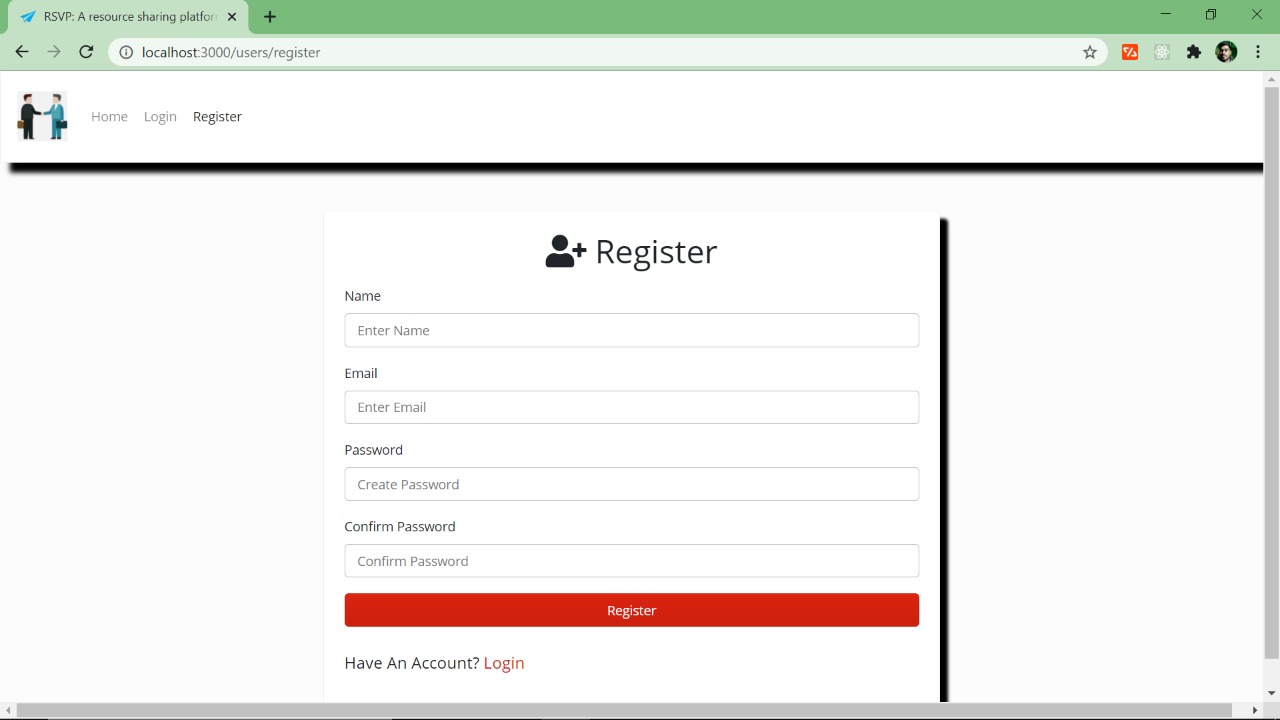 RSVP: A resource sharing platfor
localhost:3000/users/register
Home Login Register
Register
Name
Enter Name
Email
Enter Email
Password
Create Password
Confirm Password
Confirm Password
Register
Have An Account? Login